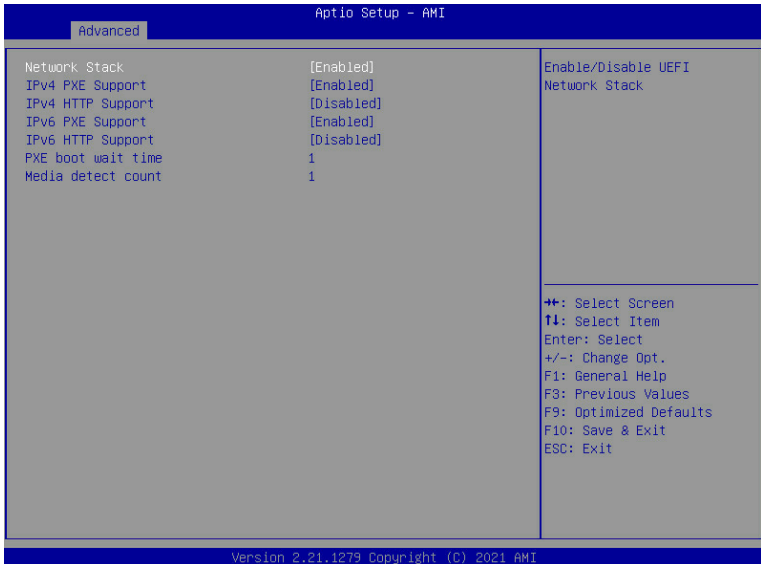 Aptio Setup - AMI
Advanced
Network Stack [Enabled]
IPv4 PXE Support [Enabled]
IPv4 HTTP Support [Disabled]
IPv6 PXE Support [Enabled]
IPv6 HTTP Support [Disabled]
PXE boot wait time 1
Media detect count 1
Enable/Disable UEFI
Network Stack
→←: Select Screen
↑↓: Select Item
Enter: Select
+/-: Change Opt.
F1: General Help
F3: Previous Values
F9: Optimized Defaults
F10: Save & Exit
ESC: Exit
Version 2.21.1279 Copyright (C) 2021 AMI